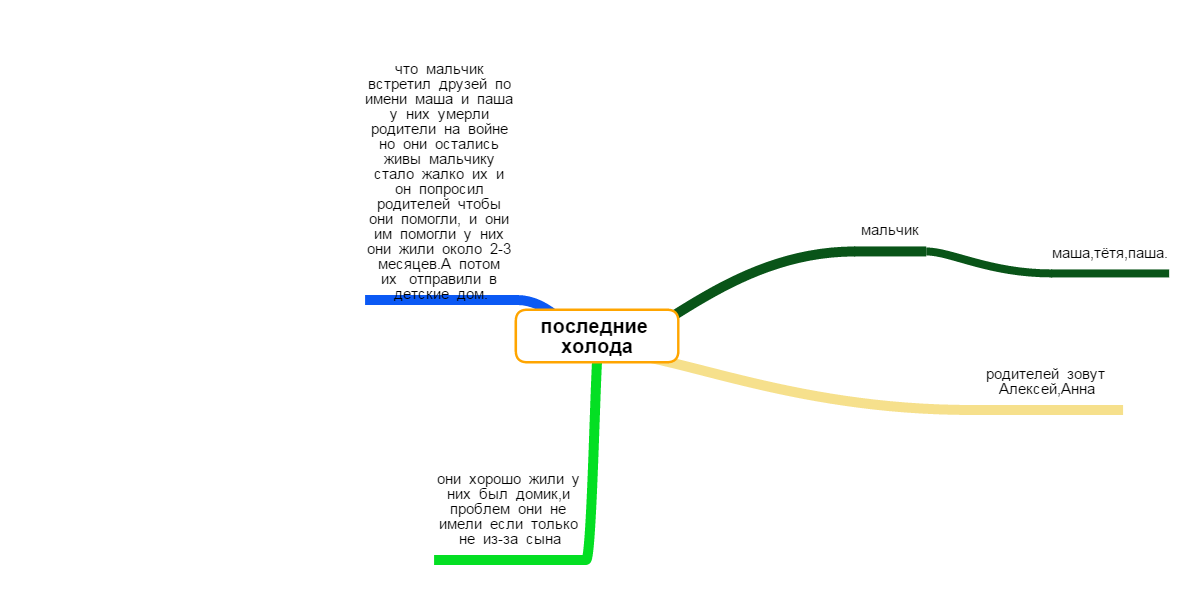 что мальчик
встретил друзей по
имени маша и паша
у них умерли
родители на войне
но они остались
живы мальчику
стало жалко их и
он попросил
родителей чтобы
они помогли, и они
им помогли у них
они жили около 2-3
месяцев.А потом
их отправили в
детские дом.
мальчик
маша,тётя,паша.
последние
холода
родителей зовут
Алексей,Анна
они хорошо жили у
них был домик,и
проблем они не
имели если только
не из-за сына